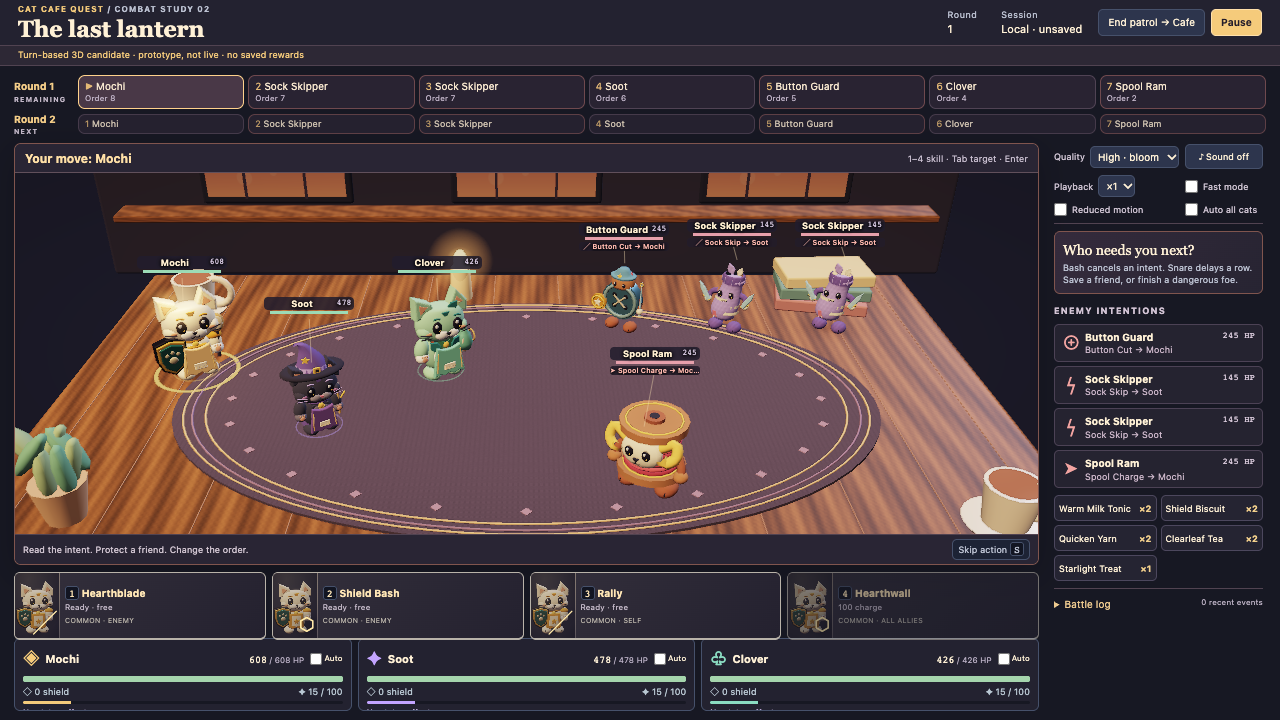 CAT CAFE QUEST / COMBAT STUDY 02
The last lantern
Round
1
Session
Local · unsaved
End patrol → Cafe
Pause
Turn-based 3D candidate · prototype, not live · no saved rewards
Round 1
REMAINING
▶ Mochi
Order 8
2 Sock Skipper
Order 7
3 Sock Skipper
Order 7
4 Soot
Order 6
5 Button Guard
Order 5
6 Clover
Order 4
7 Spool Ram
Order 2
Round 2
NEXT
1 Mochi
2 Sock Skipper
3 Sock Skipper
4 Soot
5 Button Guard
6 Clover
7 Spool Ram
Your move: Mochi
1–4 skill · Tab target · Enter
Mochi 608
Soot 478
Clover 426
Button Guard 245
Button Cut → Mochi
Sock Skipper 145
Sock Skip → Soot
Sock Skipper 145
Sock Skip → Soot
Spool Ram 245
Spool Charge → Moc...
Read the intent. Protect a friend. Change the order.
Skip action S
Quality
High · bloom
♪ Sound off
Playback
×1
Fast mode
Reduced motion
Auto all cats
Who needs you next?
Bash cancels an intent. Snare delays a row.
Save a friend, or finish a dangerous foe.
ENEMY INTENTIONS
Button Guard 245 HP
Button Cut → Mochi
Sock Skipper 145 HP
Sock Skip → Soot
Sock Skipper 145 HP
Sock Skip → Soot
Spool Ram 245 HP
Spool Charge → Mochi
Warm Milk Tonic ×2
Shield Biscuit ×2
Quicken Yarn ×2
Clearleaf Tea ×2
Starlight Treat ×1
▶ Battle log
0 recent events
1 Hearthblade
Ready · free
COMMON · ENEMY
2 Shield Bash
Ready · free
COMMON · ENEMY
3 Rally
Ready · free
COMMON · SELF
4 Hearthwall
100 charge
COMMON · ALL ALLIES
Mochi
608 / 608 HP
Auto
0 shield
15 / 100
Soot
478 / 478 HP
Auto
0 shield
15 / 100
Clover
426 / 426 HP
Auto
0 shield
15 / 100